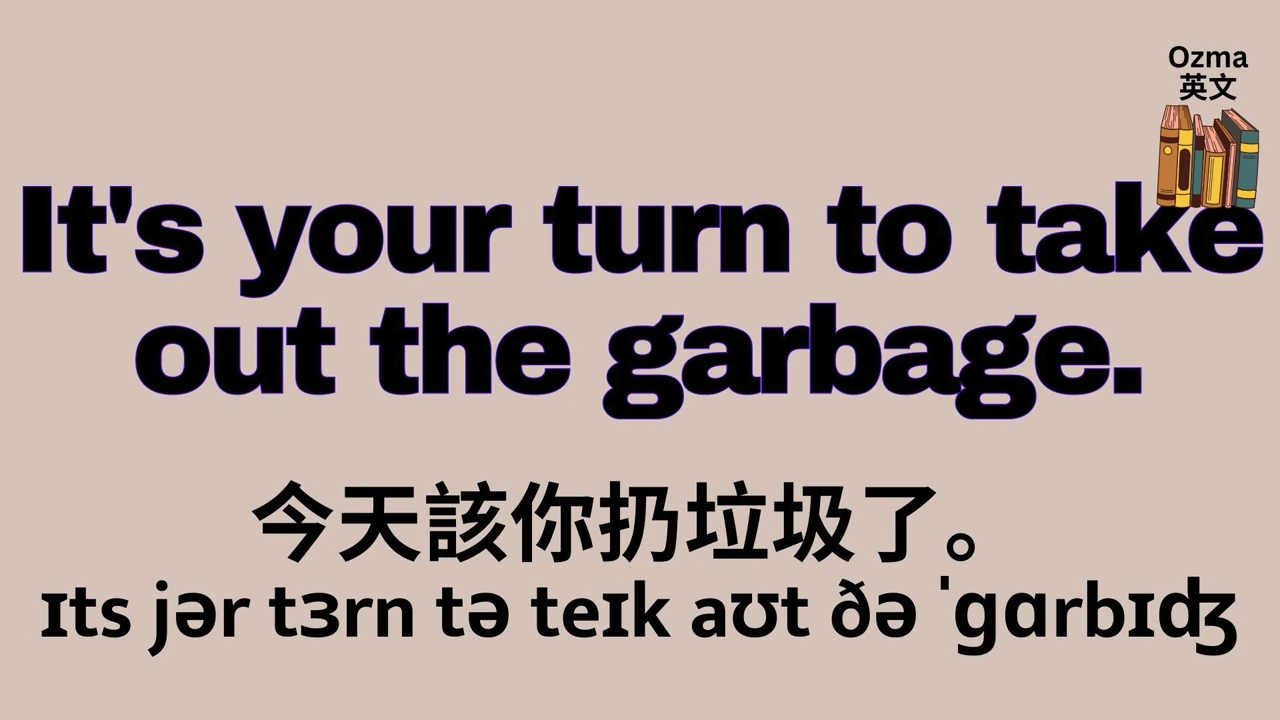 Ozma
英文
It's your turn to take
out the garbage.
今天該你扔垃圾了。
ɪts jər tɜrn tə teɪk aʊt ðə ˈɡɑrbɪʤ